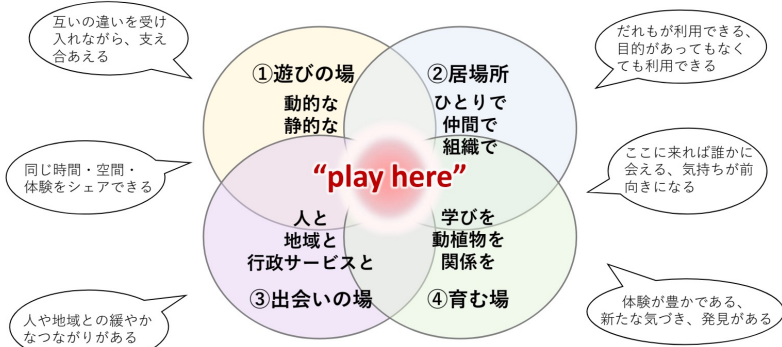 互いの違いを受け
入れながら、支え
合あえる
同じ時間・空間・
体験をシェアできる
人や地域との緩やか
なつながりがある
①遊びの場
動的な
静的な
②居場所
ひとりで
仲間で
組織で
“play here”
人と
地域と
行政サービスと
③出会いの場
学びを
動植物を
関係を
④育む場
だれもが利用できる、
目的があってもなく
ても利用できる
ここに来れば誰かに
会える、気持ちが前
向きになる
体験が豊かである、
新たな気づき、発見がある